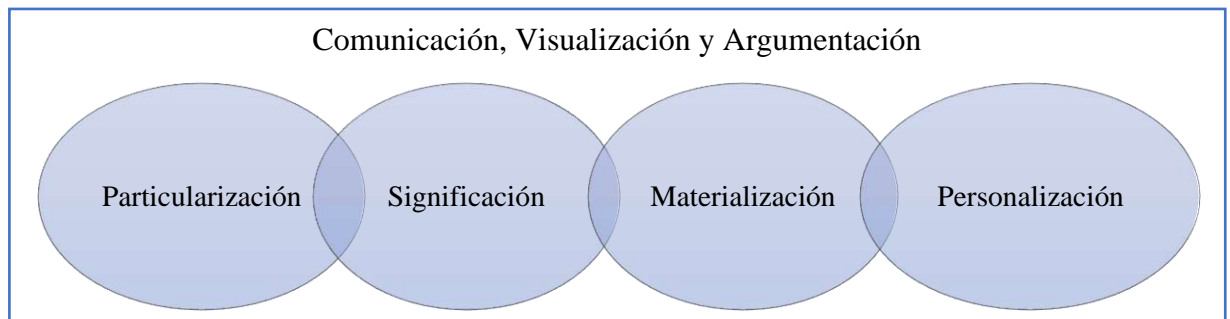 Comunicación, Visualización y Argumentación
Particularización
Significación
Materialización
Personalización